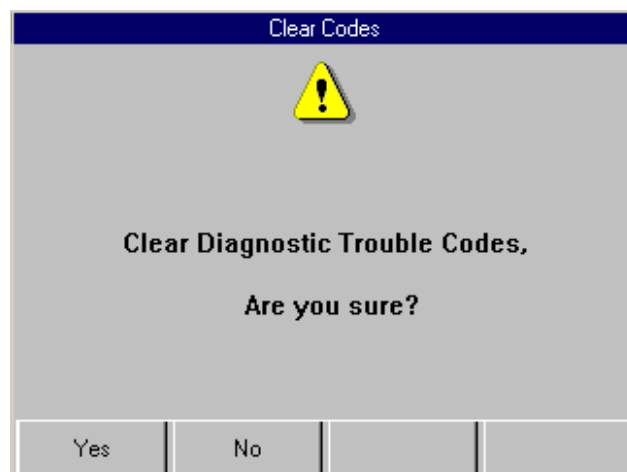 Clear Codes
Clear Diagnostic Trouble Codes,
Are you sure?
Yes No